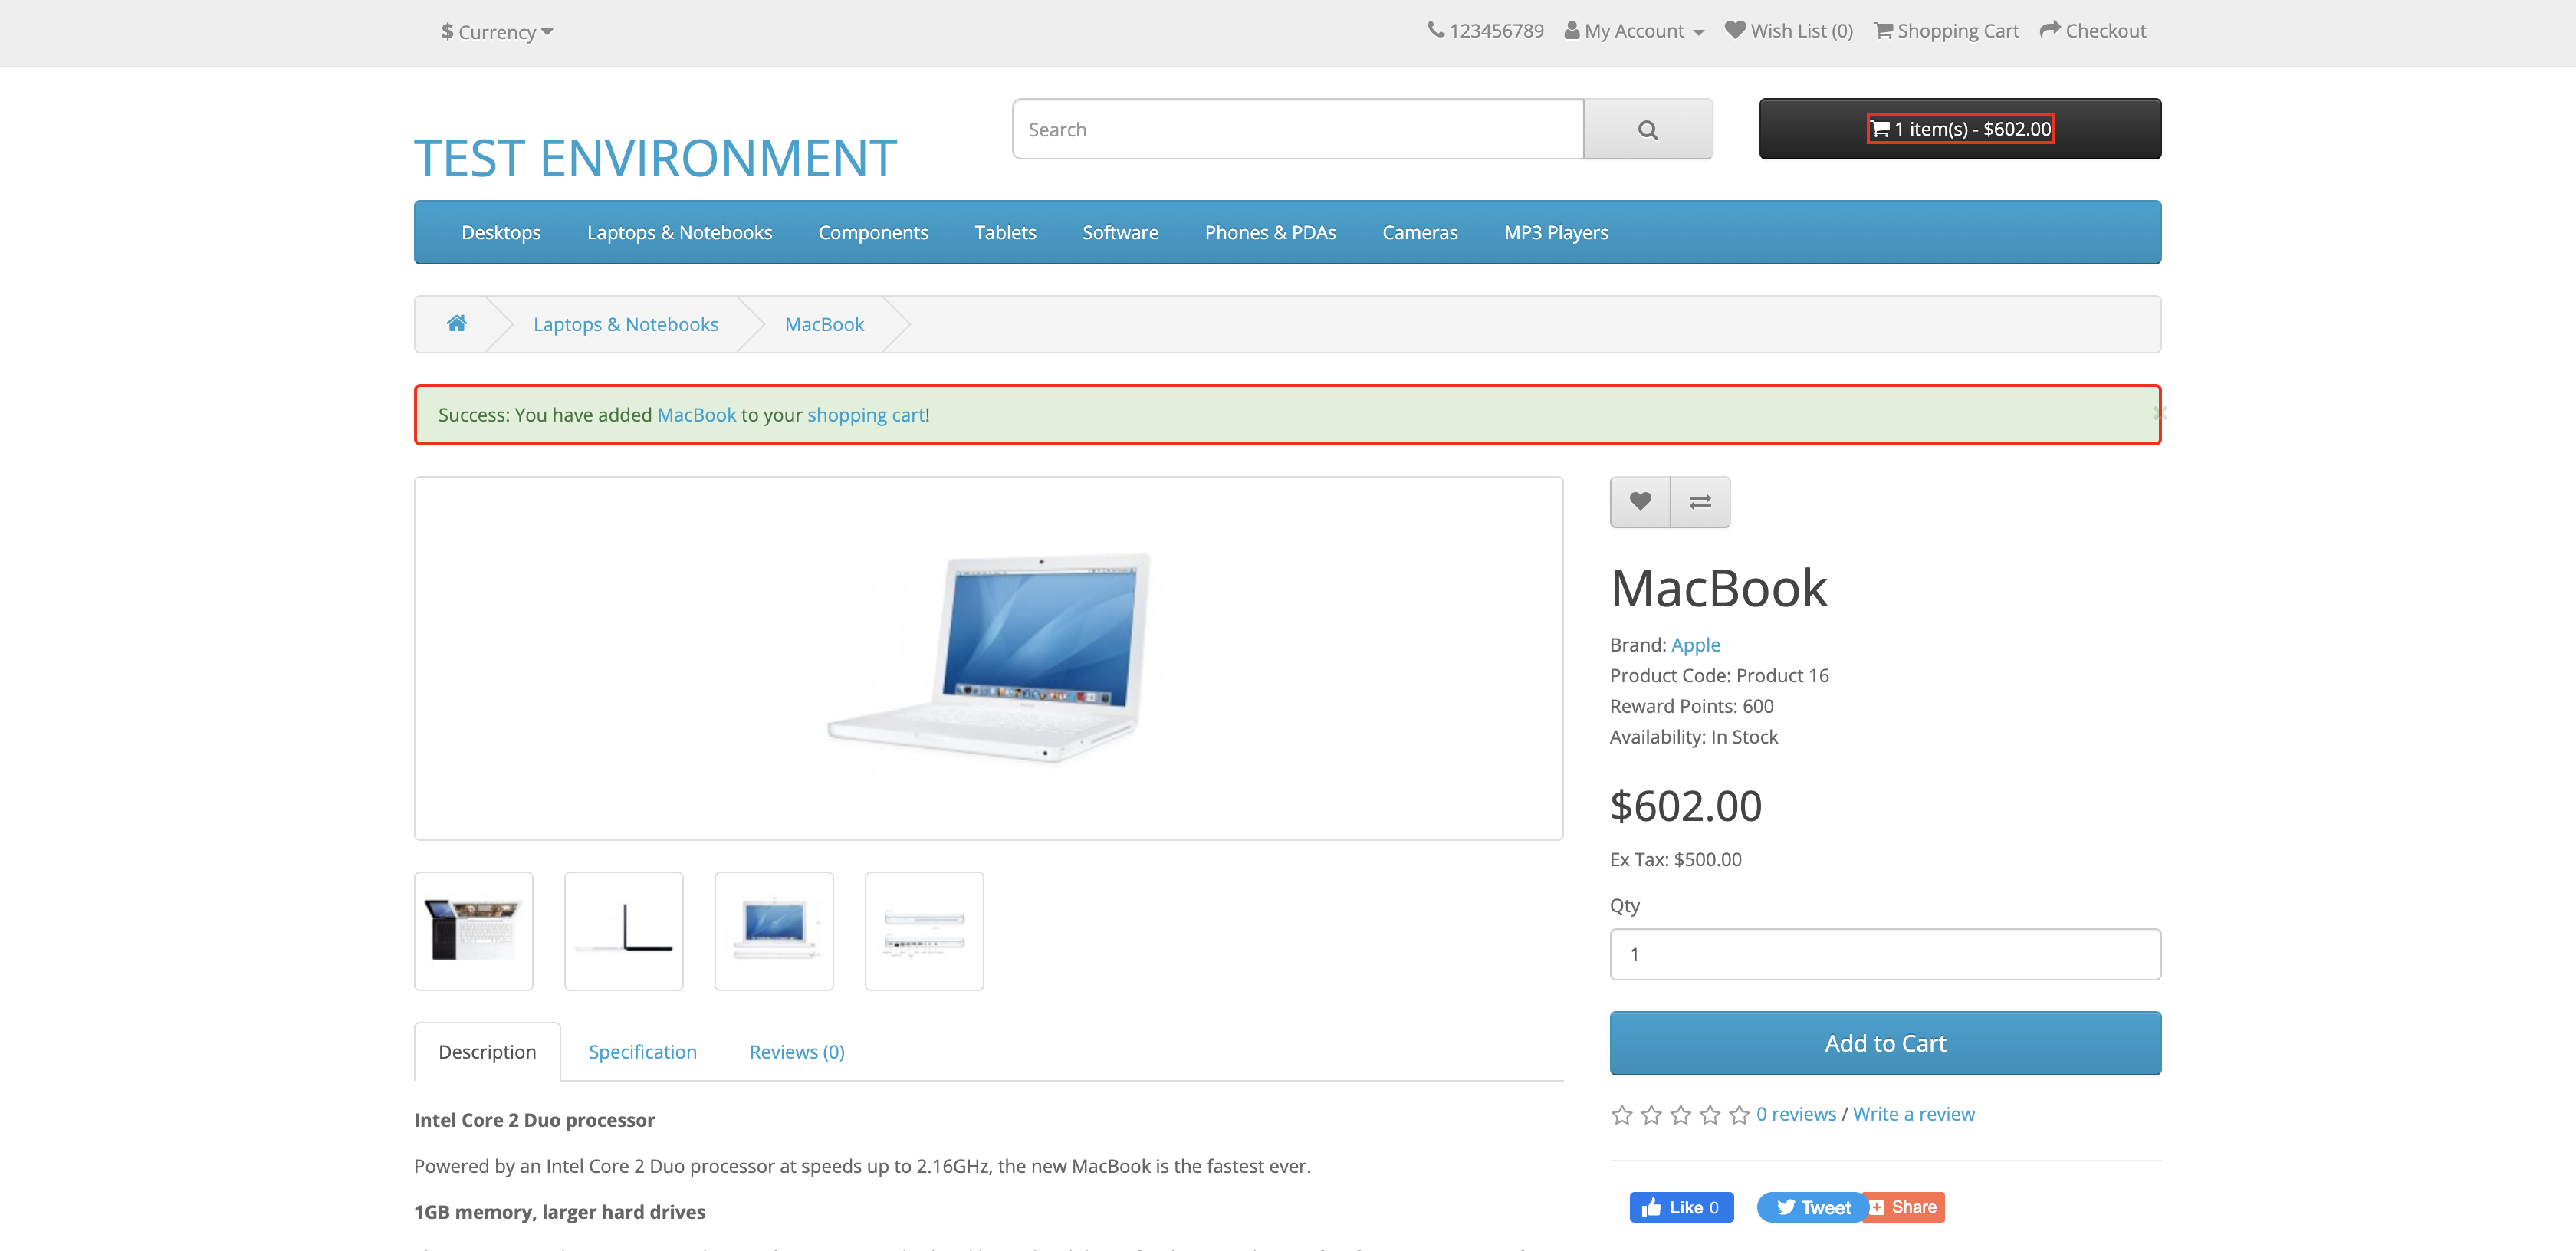 $ Currency
123456789 My Account Wish List (0) Shopping Cart Checkout
TEST ENVIRONMENT
Search
1 item(s) - $602.00
Desktops Laptops & Notebooks Components Tablets Software Phones & PDAs Cameras MP3 Players
Laptops & Notebooks MacBook
Success: You have added MacBook to your shopping cart!
×
MacBook
Brand: Apple
Product Code: Product 16
Reward Points: 600
Availability: In Stock
$602.00
Ex Tax: $500.00
Qty
1
Add to Cart
0 reviews / Write a review
Like 0 Tweet Share
Description Specification Reviews (0)
Intel Core 2 Duo processor
Powered by an Intel Core 2 Duo processor at speeds up to 2.16GHz, the new MacBook is the fastest ever.
1GB memory, larger hard drives